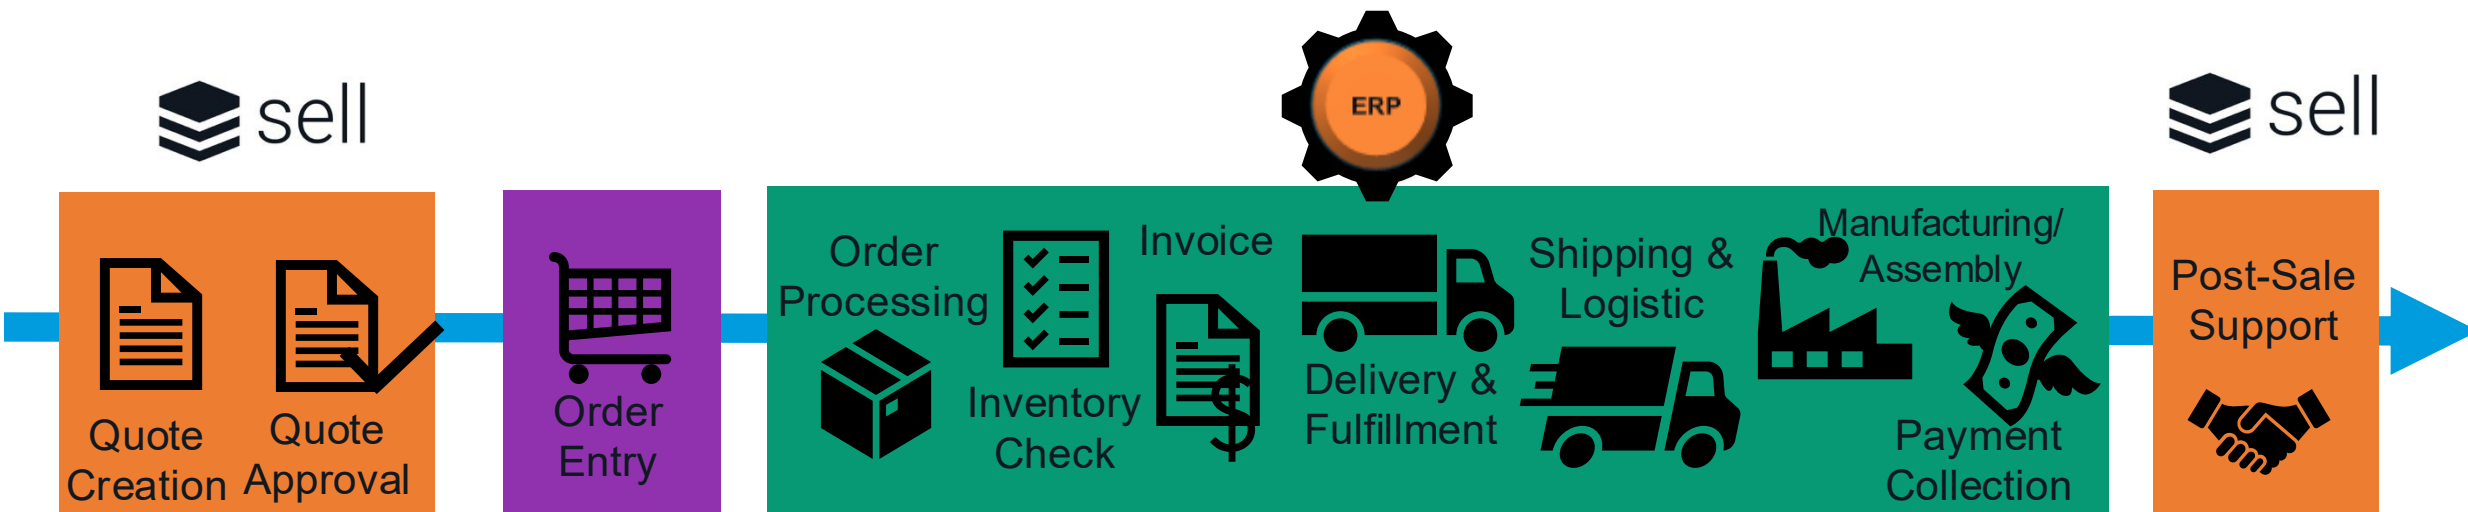 sell
ERP
sell
Quote
Creation
Quote
Approval
Order
Entry
Order
Processing
Inventory
Check
Invoice
Delivery &
Fulfillment
Shipping &
Logistic
Manufacturing/
Assembly
Payment
Collection
Post-Sale
Support